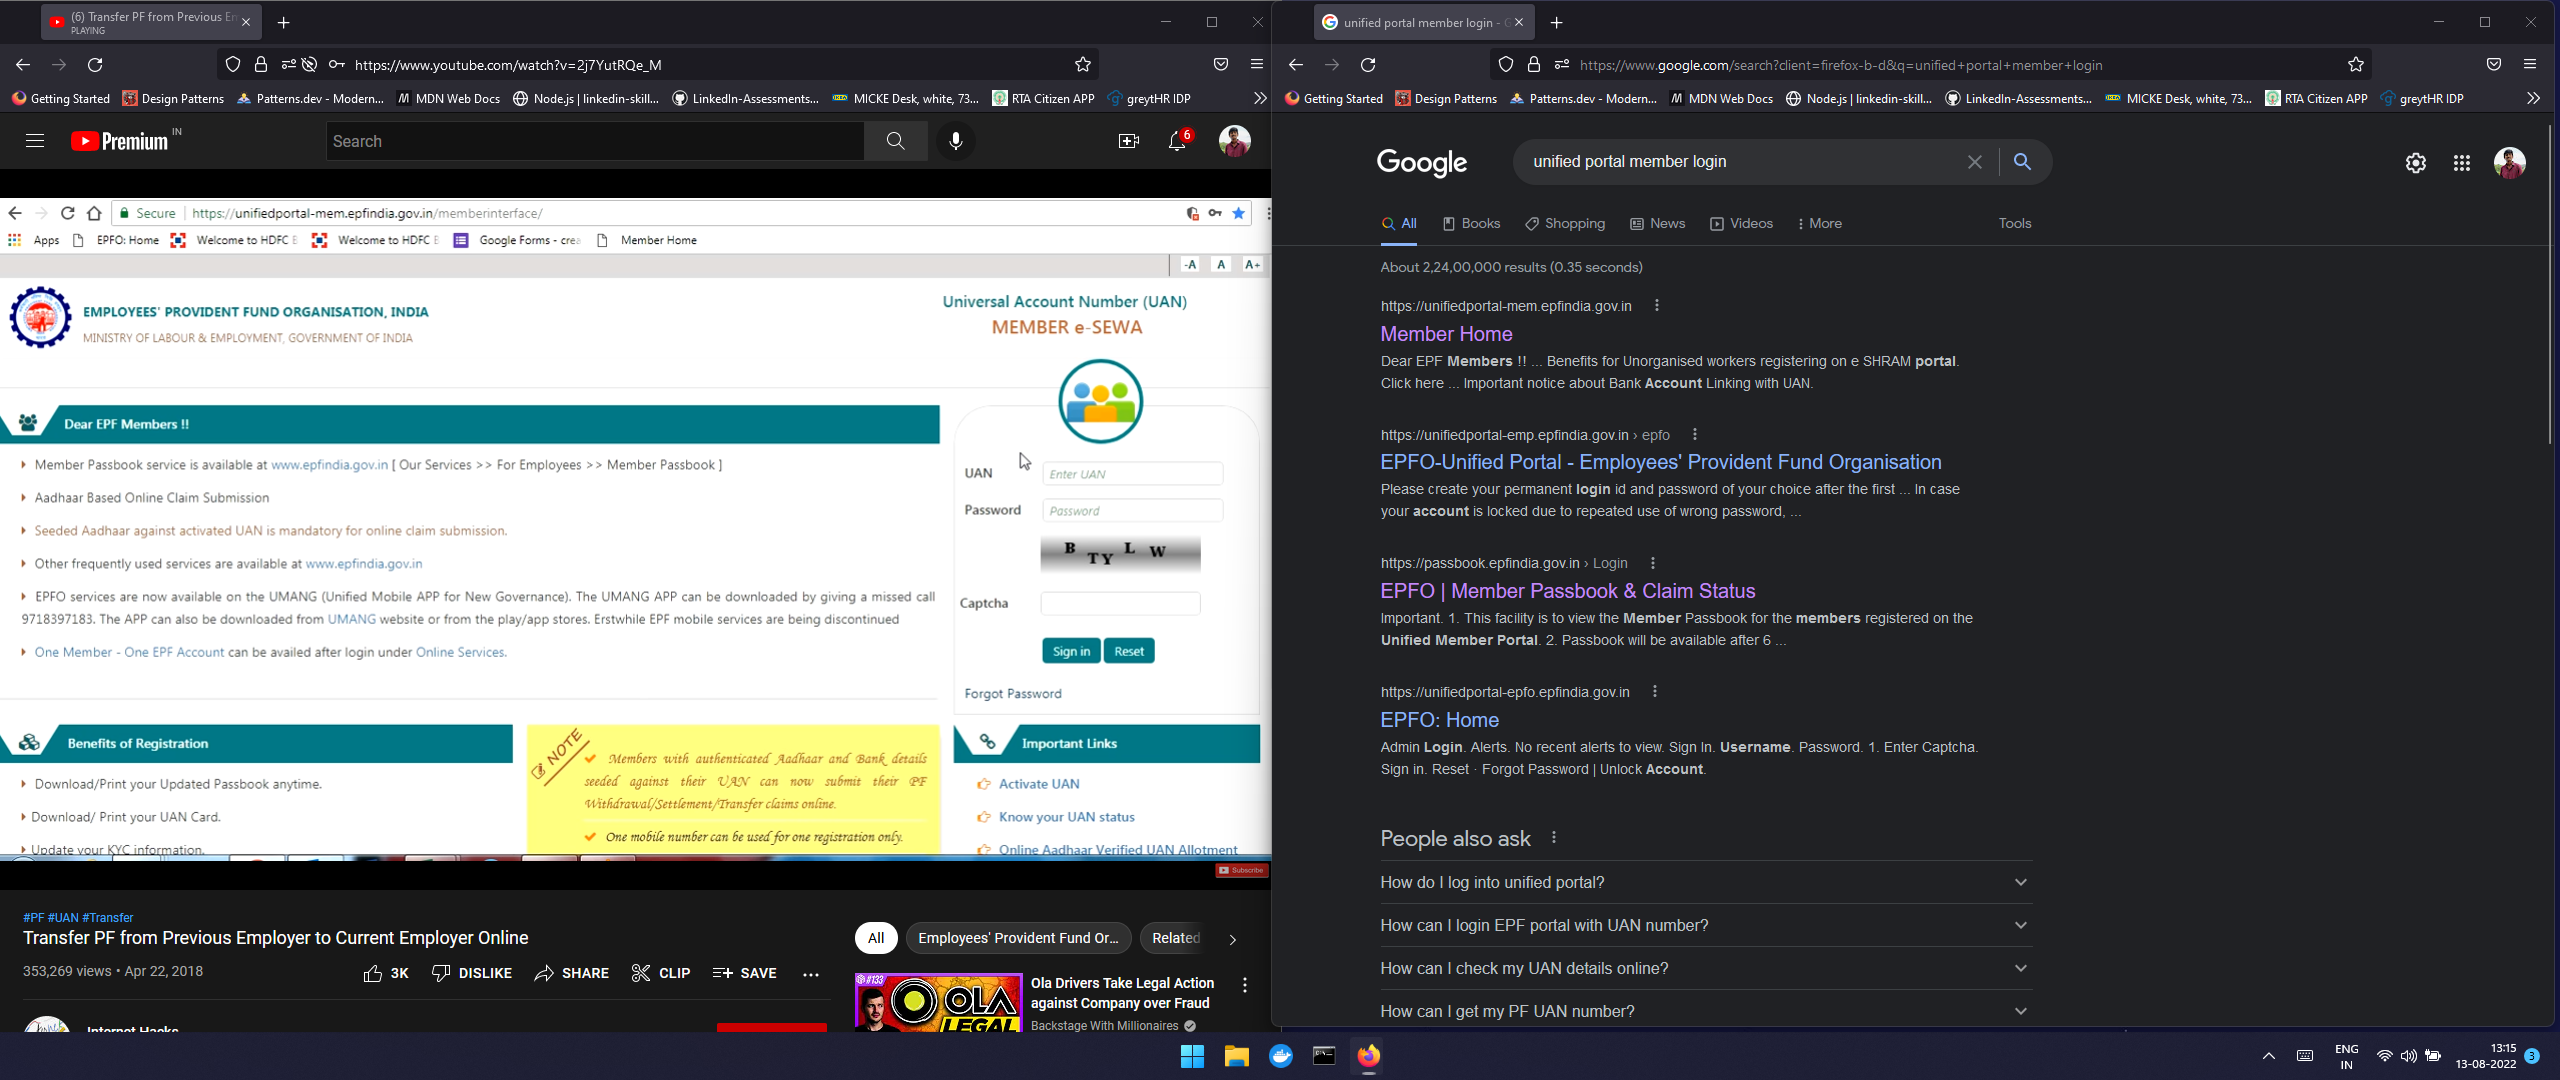 (6) Transfer PF from Previous Em
PLAYING
https://www.youtube.com/watch?v=2j7YutRQe_M
Getting Started
Design Patterns
Patterns.dev - Modern...
MDN Web Docs
Node.js | linkedin-skill...
LinkedIn-Assessments...
MICKE Desk, white, 73...
RTA Citizen APP
greytHR IDP
Premium IN
Search
6
Secure
https://unifiedportal-mem.epfindia.gov.in/memberinterface/
Apps
EPFO: Home
Welcome to HDFC B
Welcome to HDFC B
Google Forms - crea
Member Home
-A A A+
EMPLOYEES' PROVIDENT FUND ORGANISATION, INDIA
MINISTRY OF LABOUR & EMPLOYMENT, GOVERNMENT OF INDIA
Universal Account Number (UAN)
MEMBER e-SEWA
Dear EPF Members !!
Member Passbook service is available at www.epfindia.gov.in [ Our Services >> For Employees >> Member Passbook ]
Aadhaar Based Online Claim Submission
Seeded Aadhaar against activated UAN is mandatory for online claim submission.
Other frequently used services are available at www.epfindia.gov.in
EPFO services are now available on the UMANG (Unified Mobile APP for New Governance). The UMANG APP can be downloaded by giving a missed call
9718397183. The APP can also be downloaded from UMANG website or from the play/app stores. Erstwhile EPF mobile services are being discontinued
One Member - One EPF Account can be availed after login under Online Services.
UAN
Enter UAN
Password
Password
B T Y L W
Captcha
Sign in
Reset
Forgot Password
Benefits of Registration
Download/Print your Updated Passbook anytime.
Download/ Print your UAN Card.
Update your KYC information.
NOTE
Members with authenticated Aadhaar and Bank details
seeded against their UAN can now submit their PF
Withdrawal/Settlement/Transfer claims online.
One mobile number can be used for one registration only.
Important Links
Activate UAN
Know your UAN status
Online Aadhaar Verified UAN Allotment
Subscribe
#PF #UAN #Transfer
Transfer PF from Previous Employer to Current Employer Online
353,269 views • Apr 22, 2018
3K
DISLIKE
SHARE
CLIP
SAVE
Internet Hacks
All
Employees' Provident Fund Or...
Related
#133
OLA
LEGAL
Ola Drivers Take Legal Action
against Company over Fraud
Backstage With Millionaires
unified portal member login - G
https://www.google.com/search?client=firefox-b-d&q=unified+portal+member+login
Getting Started
Design Patterns
Patterns.dev - Modern...
MDN Web Docs
Node.js | linkedin-skill...
LinkedIn-Assessments...
MICKE Desk, white, 73...
RTA Citizen APP
greytHR IDP
Google
unified portal member login
All
Books
Shopping
News
Videos
More
Tools
About 2,24,00,000 results (0.35 seconds)
https://unifiedportal-mem.epfindia.gov.in
Member Home
Dear EPF Members !! ... Benefits for Unorganised workers registering on e SHRAM portal.
Click here ... Important notice about Bank Account Linking with UAN.
https://unifiedportal-emp.epfindia.gov.in › epfo
EPFO-Unified Portal - Employees' Provident Fund Organisation
Please create your permanent login id and password of your choice after the first ... In case
your account is locked due to repeated use of wrong password, ...
https://passbook.epfindia.gov.in › Login
EPFO | Member Passbook & Claim Status
Important. 1. This facility is to view the Member Passbook for the members registered on the
Unified Member Portal. 2. Passbook will be available after 6 ...
https://unifiedportal-epfo.epfindia.gov.in
EPFO: Home
Admin Login. Alerts. No recent alerts to view. Sign In. Username. Password. 1. Enter Captcha.
Sign in. Reset · Forgot Password | Unlock Account.
People also ask
How do I log into unified portal?
How can I login EPF portal with UAN number?
How can I check my UAN details online?
How can I get my PF UAN number?
ENG
IN
13:15
13-08-2022
3